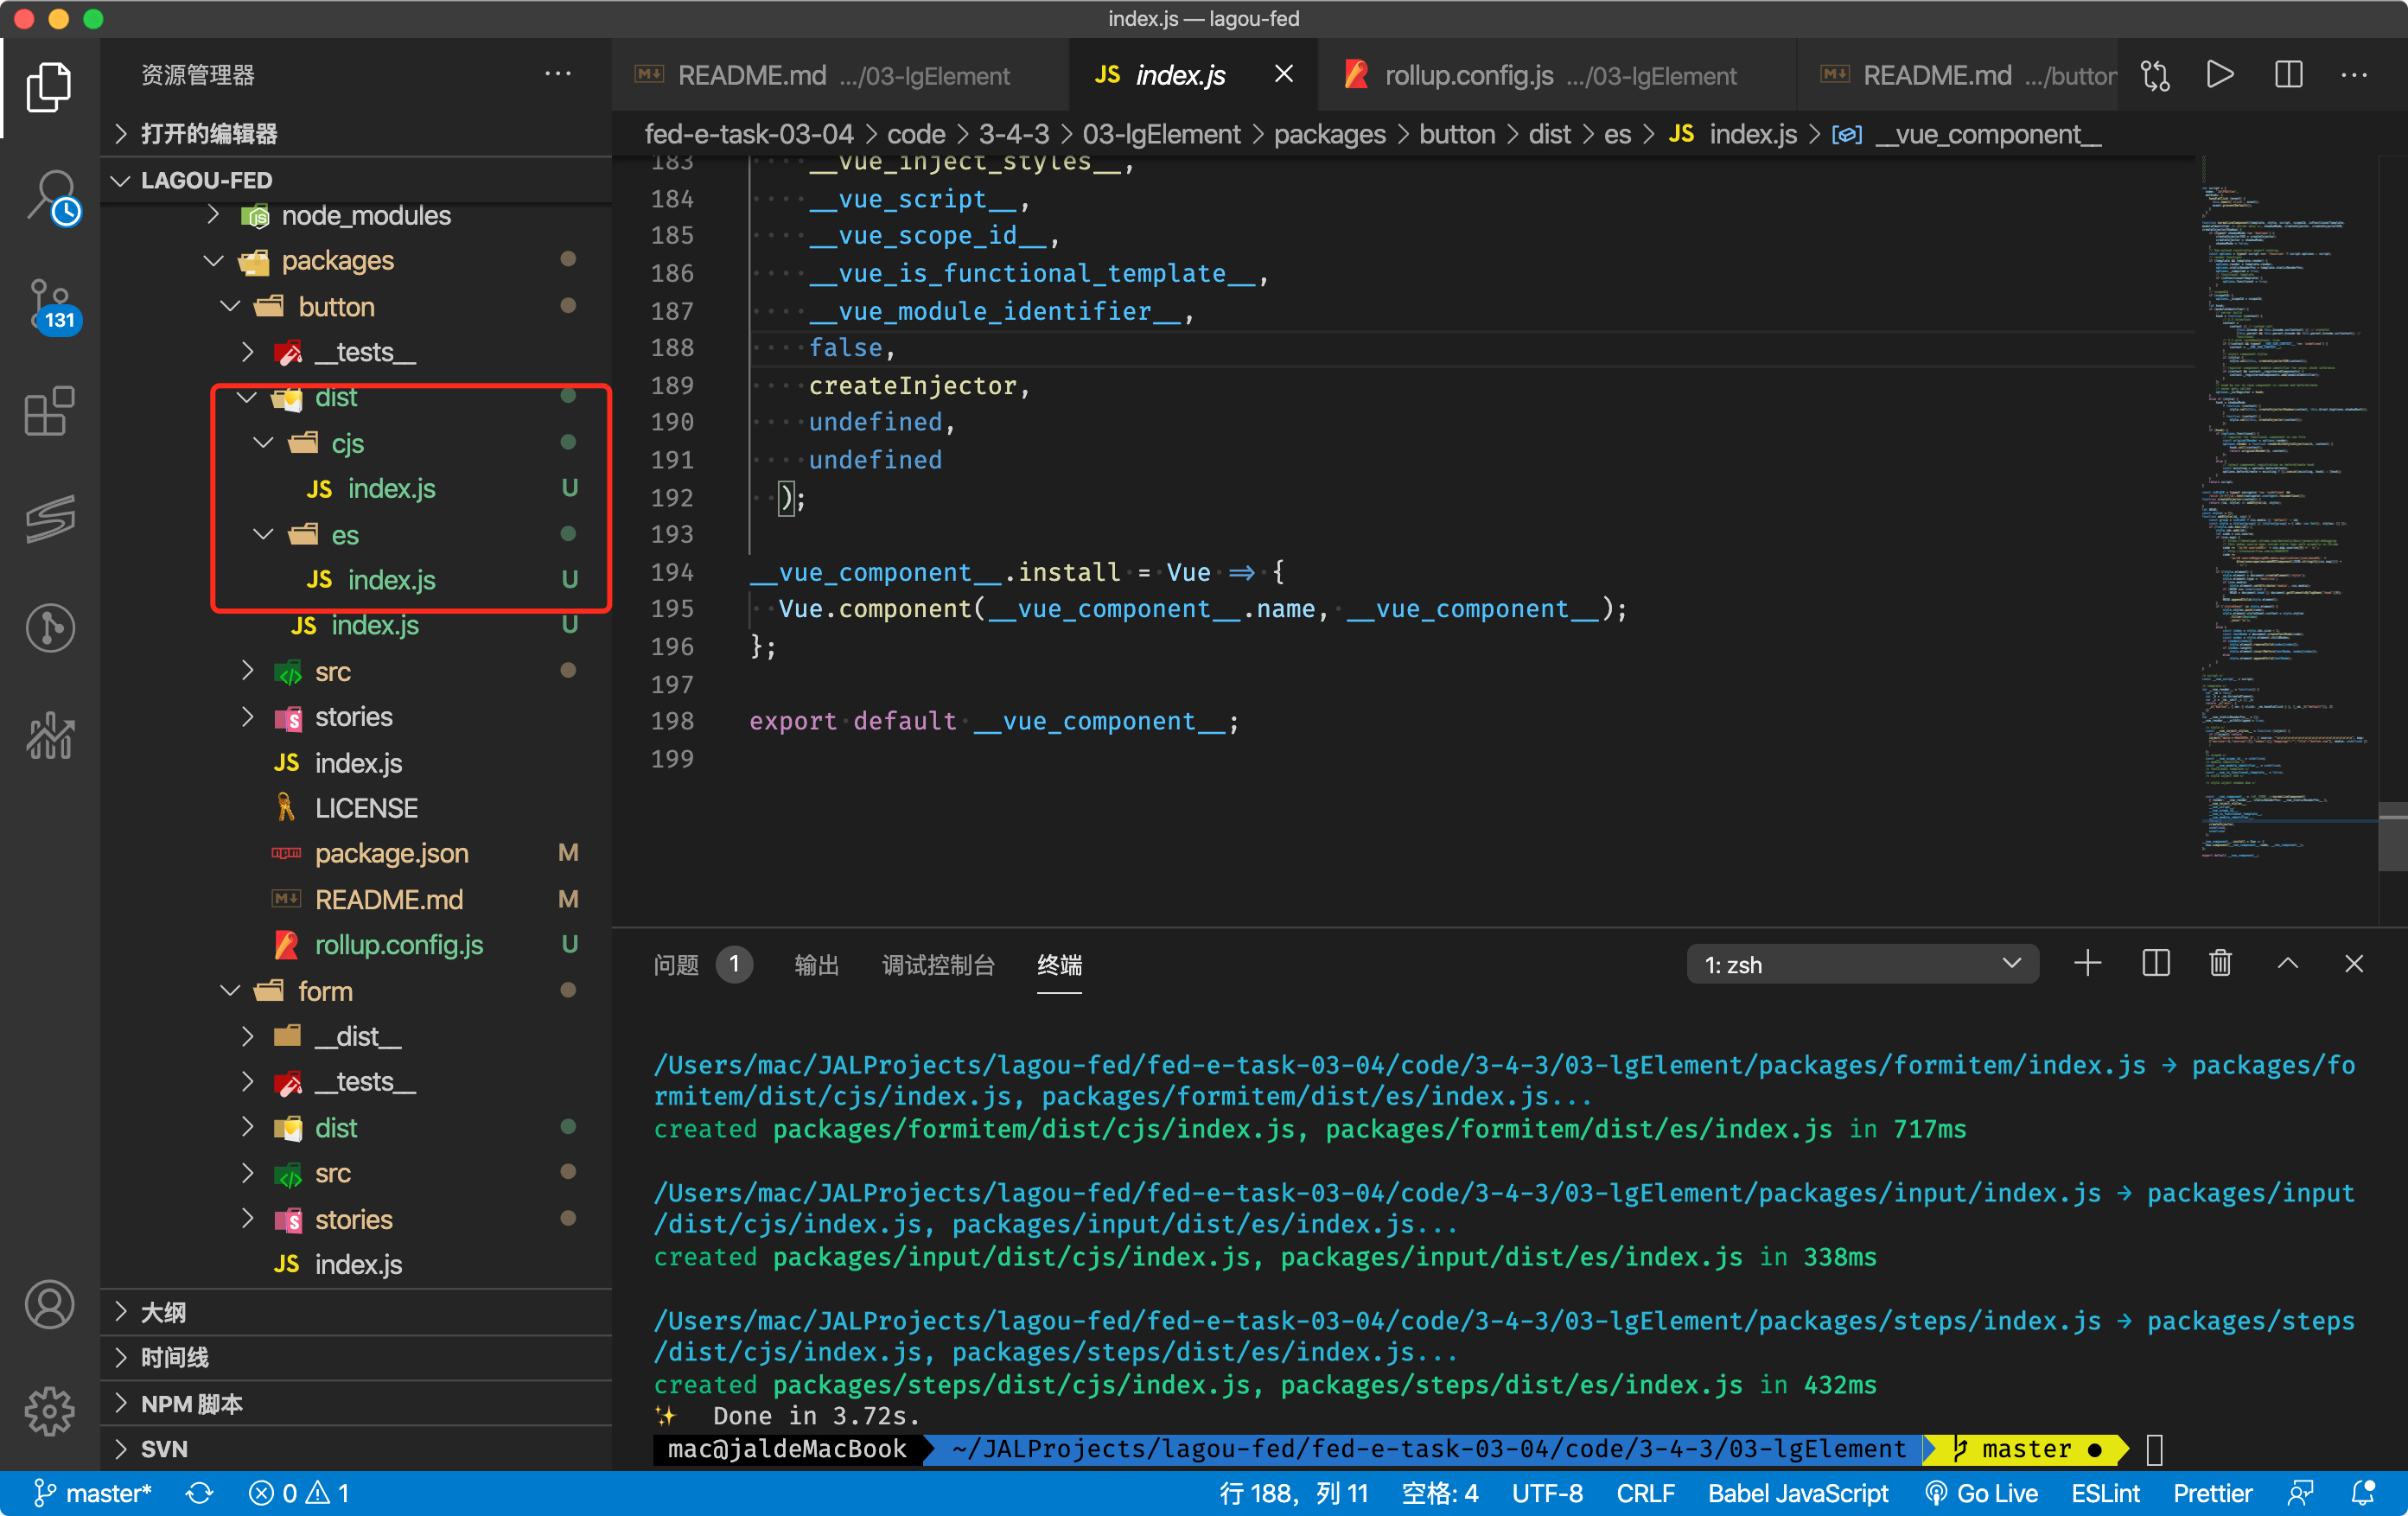 index.js — lagou-fed
资源管理器
README.md .../03-lgElement
JS index.js
rollup.config.js .../03-lgElement
README.md .../button
打开的编辑器
fed-e-task-03-04 > code > 3-4-3 > 03-lgElement > packages > button > dist > es > JS index.js > __vue_component__
LAGOU-FED
node_modules
packages
button
__tests__
dist
cjs
JS index.js U
es
JS index.js U
JS index.js U
src
stories
JS index.js
LICENSE
package.json M
README.md M
rollup.config.js U
form
__dist__
__tests__
dist
src
stories
JS index.js
大纲
时间线
NPM 脚本
SVN
131
183 __vue_inject_styles__,
184 __vue_script__,
185 __vue_scope_id__,
186 __vue_is_functional_template__,
187 __vue_module_identifier__,
188 false,
189 createInjector,
190 undefined,
191 undefined
192 );
193
194 __vue_component__.install = Vue => {
195 Vue.component(__vue_component__.name, __vue_component__);
196 };
197
198 export default __vue_component__;
199
问题 1 输出 调试控制台 终端
1: zsh
/Users/mac/JALProjects/lagou-fed/fed-e-task-03-04/code/3-4-3/03-lgElement/packages/formitem/index.js → packages/fo
rmitem/dist/cjs/index.js, packages/formitem/dist/es/index.js...
created packages/formitem/dist/cjs/index.js, packages/formitem/dist/es/index.js in 717ms
/Users/mac/JALProjects/lagou-fed/fed-e-task-03-04/code/3-4-3/03-lgElement/packages/input/index.js → packages/input
/dist/cjs/index.js, packages/input/dist/es/index.js...
created packages/input/dist/cjs/index.js, packages/input/dist/es/index.js in 338ms
/Users/mac/JALProjects/lagou-fed/fed-e-task-03-04/code/3-4-3/03-lgElement/packages/steps/index.js → packages/steps
/dist/cjs/index.js, packages/steps/dist/es/index.js...
created packages/steps/dist/cjs/index.js, packages/steps/dist/es/index.js in 432ms
✨ Done in 3.72s.
mac@jaldeMacBook ~/JALProjects/lagou-fed/fed-e-task-03-04/code/3-4-3/03-lgElement master ●
master* 0 1 行 188，列 11 空格: 4 UTF-8 CRLF Babel JavaScript Go Live ESLint Prettier